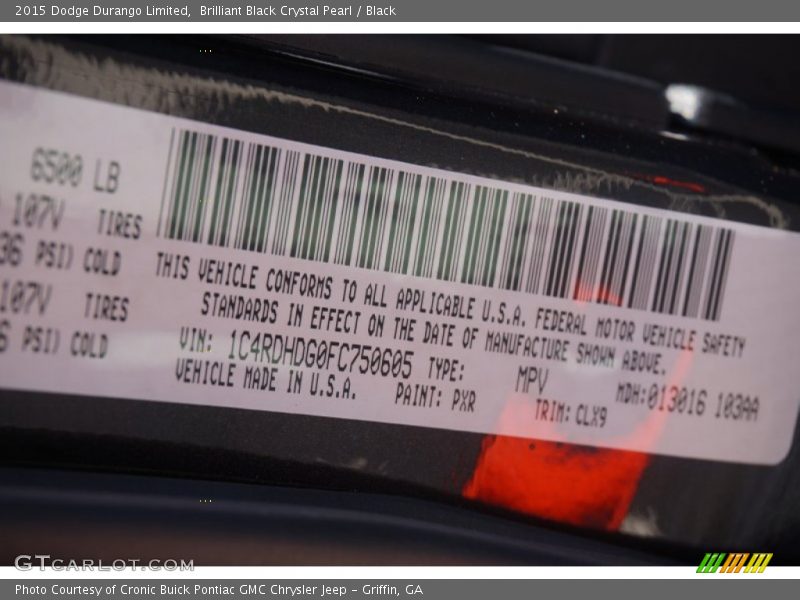 2015 Dodge Durango Limited, Brilliant Black Crystal Pearl / Black
6500 LB
107V TIRES
36 PSI) COLD
107V TIRES
PSI) COLD
THIS VEHICLE CONFORMS TO ALL APPLICABLE U.S.A. FEDERAL MOTOR VEHICLE SAFETY
STANDARDS IN EFFECT ON THE DATE OF MANUFACTURE SHOWN ABOVE.
VIN: 1C4RDHDG0FC750605 TYPE: MPV MDH:013016 103AA
VEHICLE MADE IN U.S.A. PAINT: PXR TRIM: CLX9
GTCARLOT.COM
Photo Courtesy of Cronic Buick Pontiac GMC Chrysler Jeep - Griffin, GA